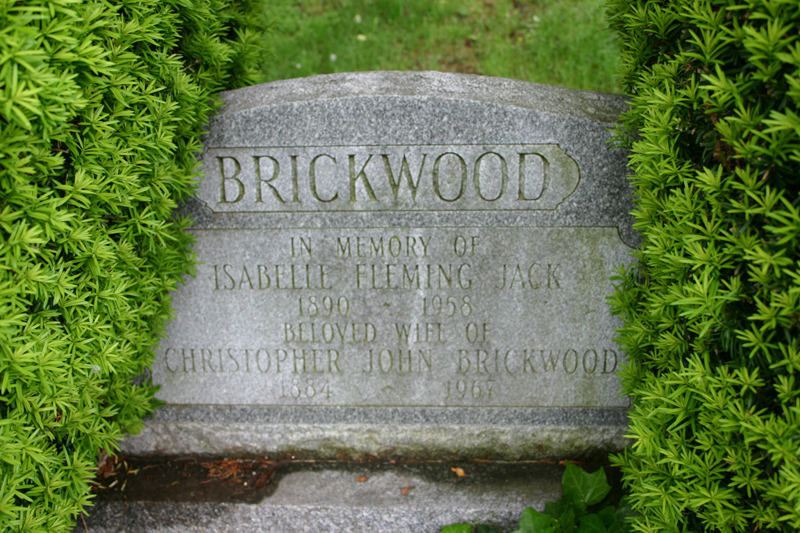 BRICKWOOD
IN MEMORY OF
ISABELLE FLEMING JACK
1890 - 1958
BELOVED WIFE OF
CHRISTOPHER JOHN BRICKWOOD
1884 - 1967